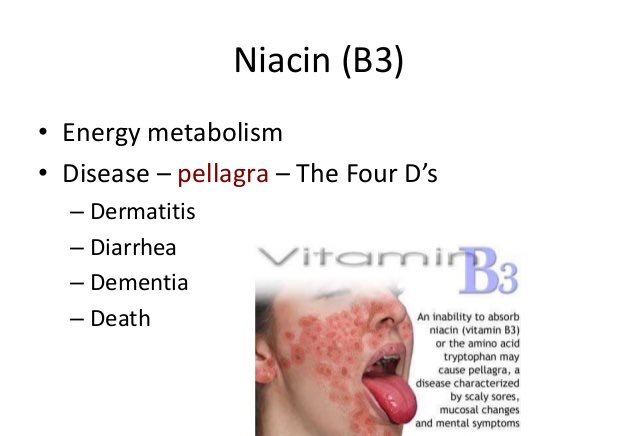 Niacin (B3)
• Energy metabolism
• Disease – pellagra – The Four D’s
– Dermatitis
– Diarrhea
– Dementia
– Death
Vitamin B3
An inability to absorb
niacin (vitamin B3)
or the amino acid
tryptophan may
cause pellagra, a
disease characterized
by scaly sores,
mucosal changes
and mental symptoms